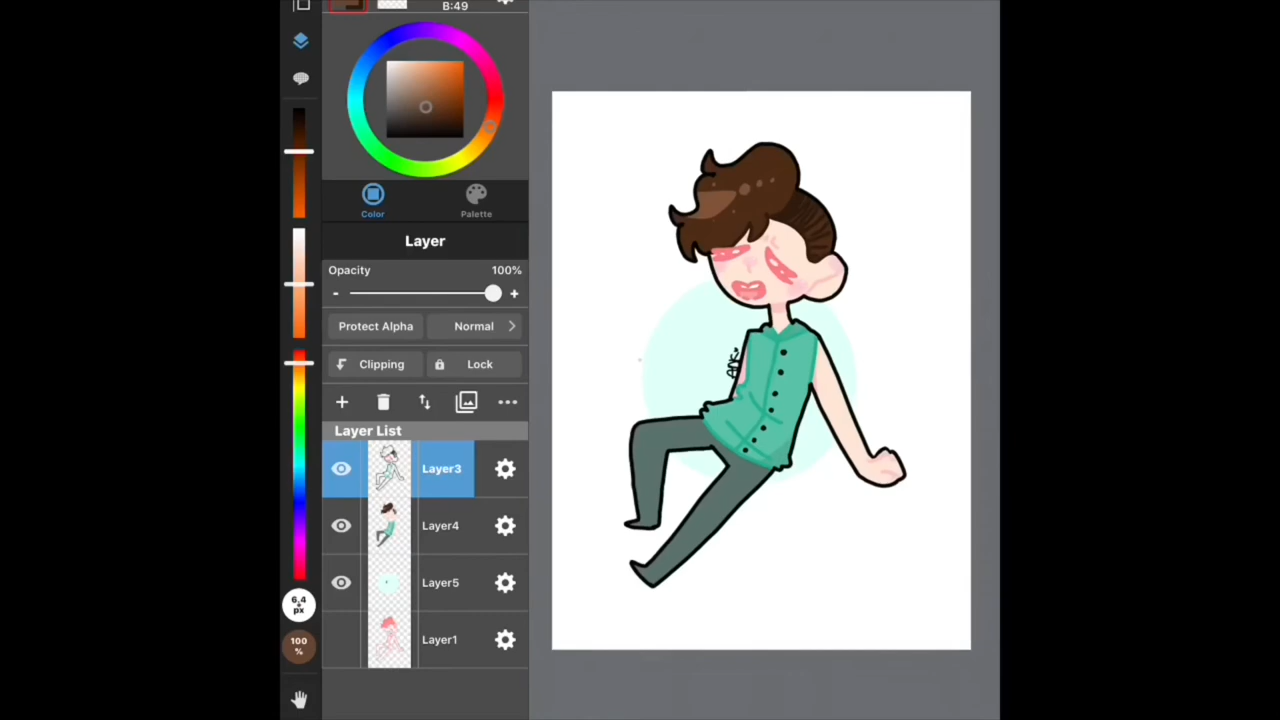 B:49
Color
Palette
Layer
Opacity
100%
-
+
Protect Alpha
Normal
Clipping
Lock
Layer List
Layer3
Layer4
Layer5
Layer1
6.4
px
100
%